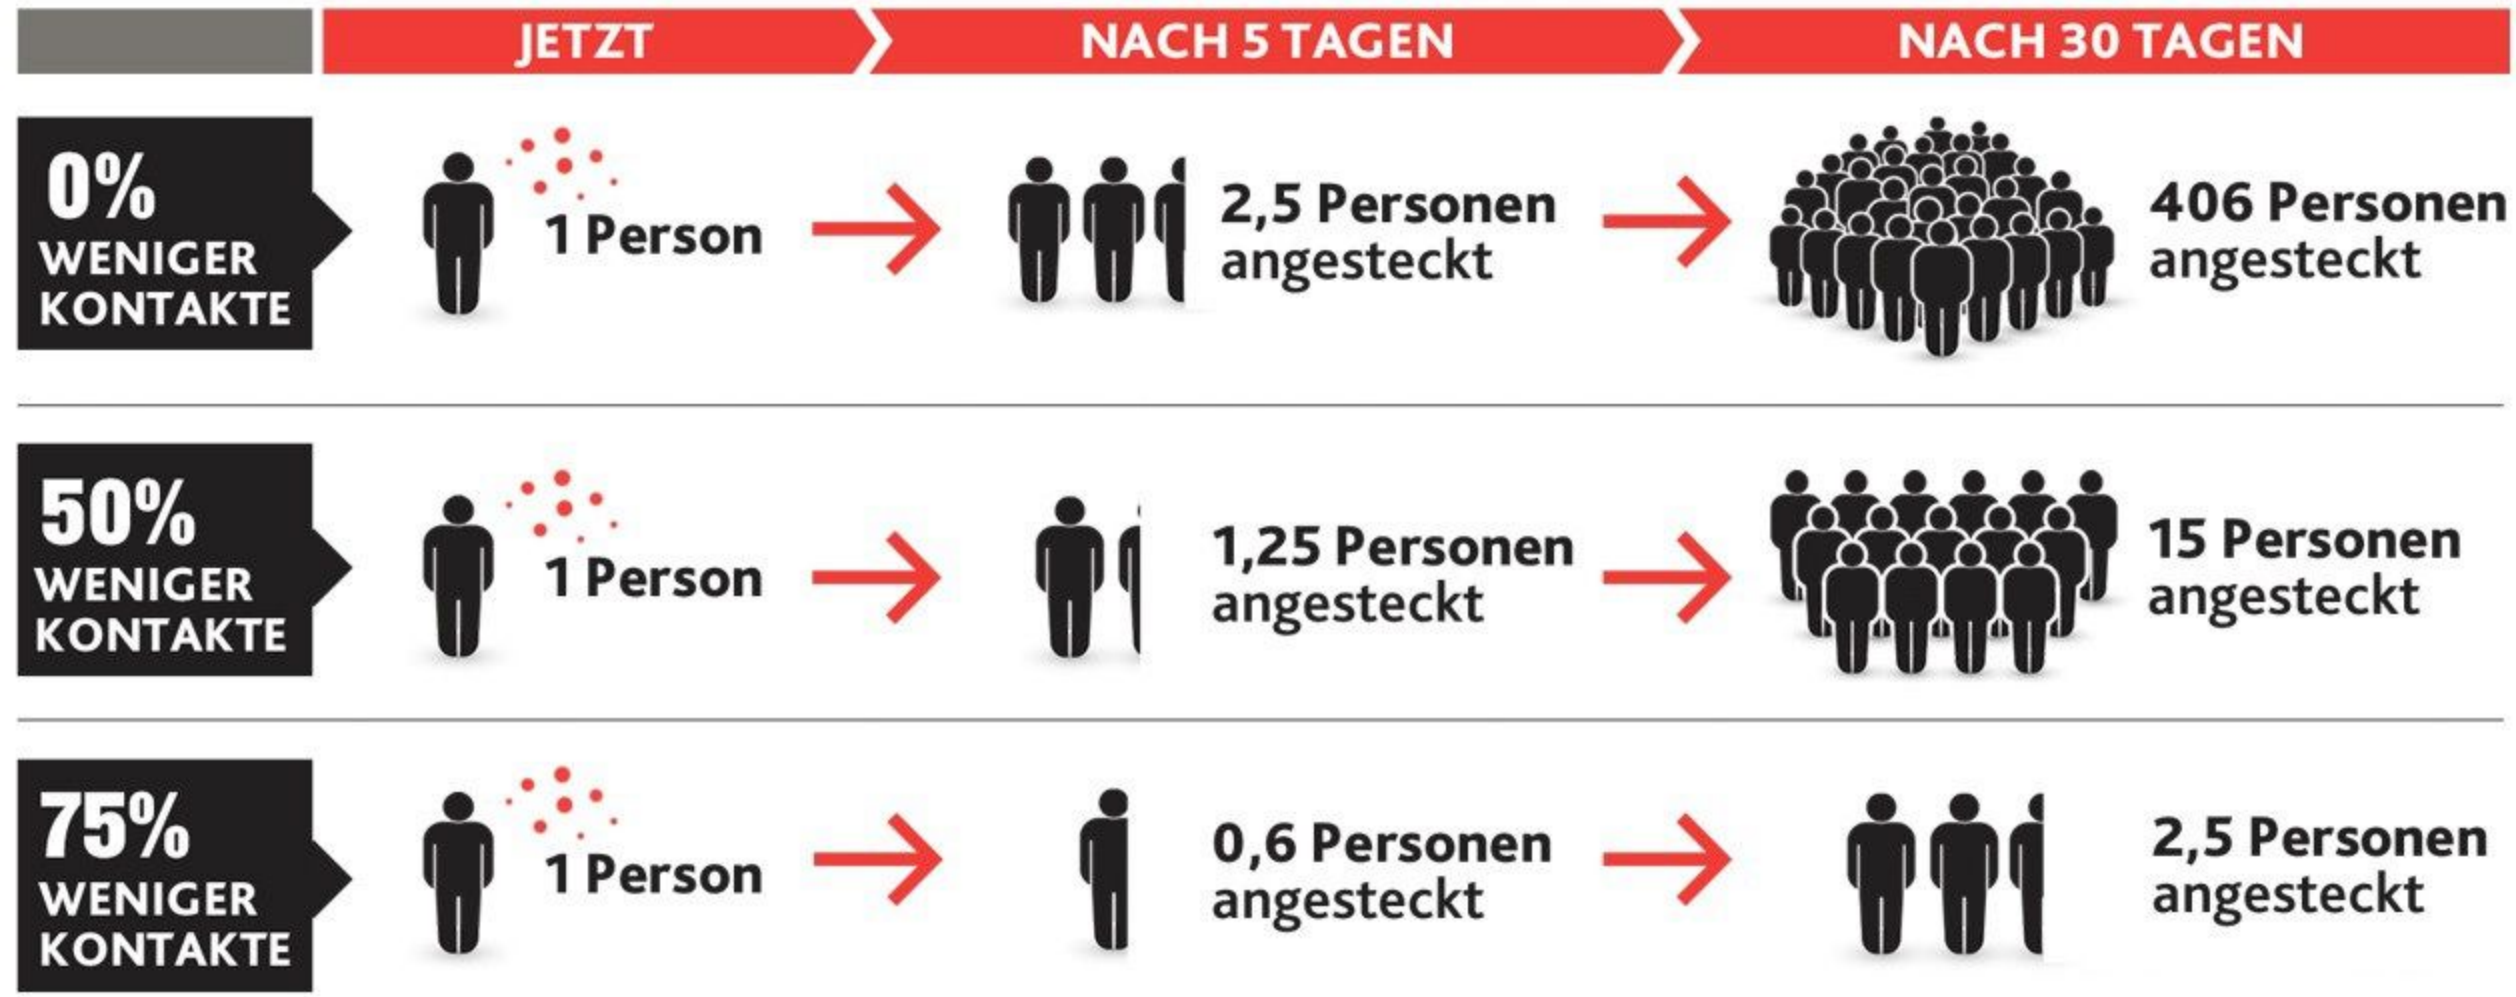 JETZT
NACH 5 TAGEN
NACH 30 TAGEN
0%
WENIGER
KONTAKTE
1 Person
2,5 Personen
angesteckt
406 Personen
angesteckt
50%
WENIGER
KONTAKTE
1 Person
1,25 Personen
angesteckt
15 Personen
angesteckt
75%
WENIGER
KONTAKTE
1 Person
0,6 Personen
angesteckt
2,5 Personen
angesteckt